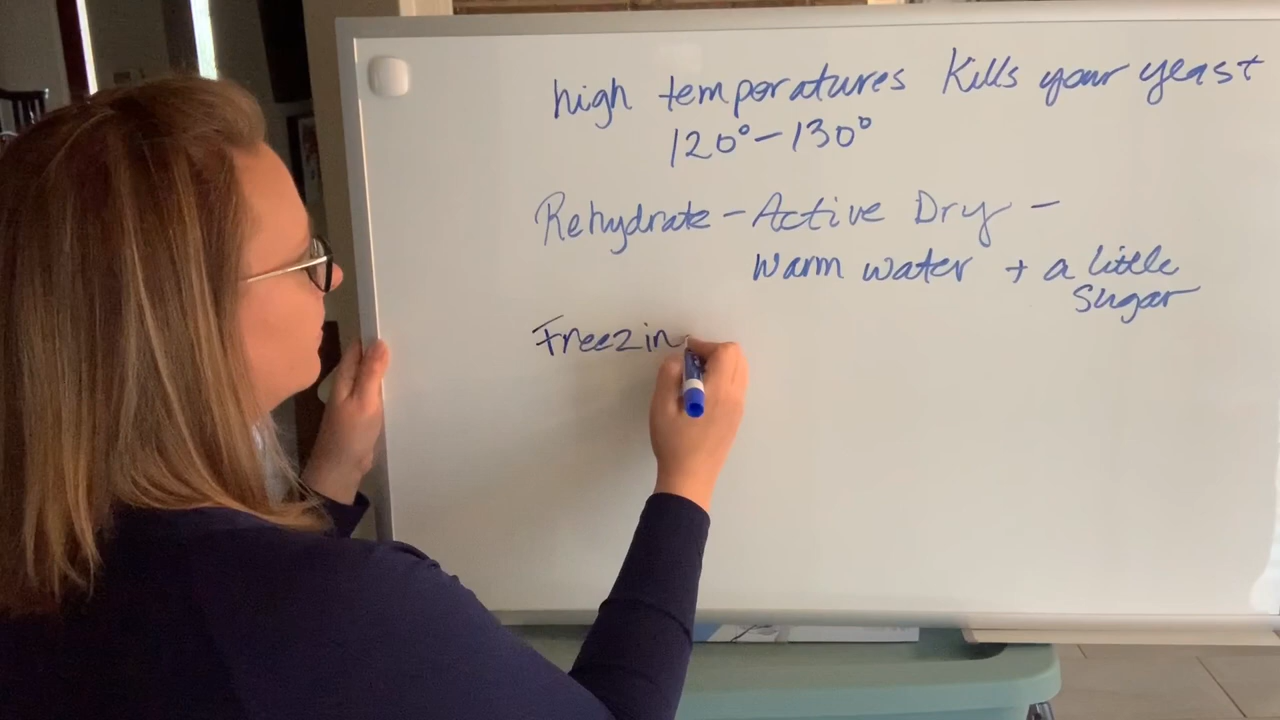 high temperatures kills your yeast
120°-130°
Rehydrate - Active Dry -
warm water + a little
sugar
Freezin